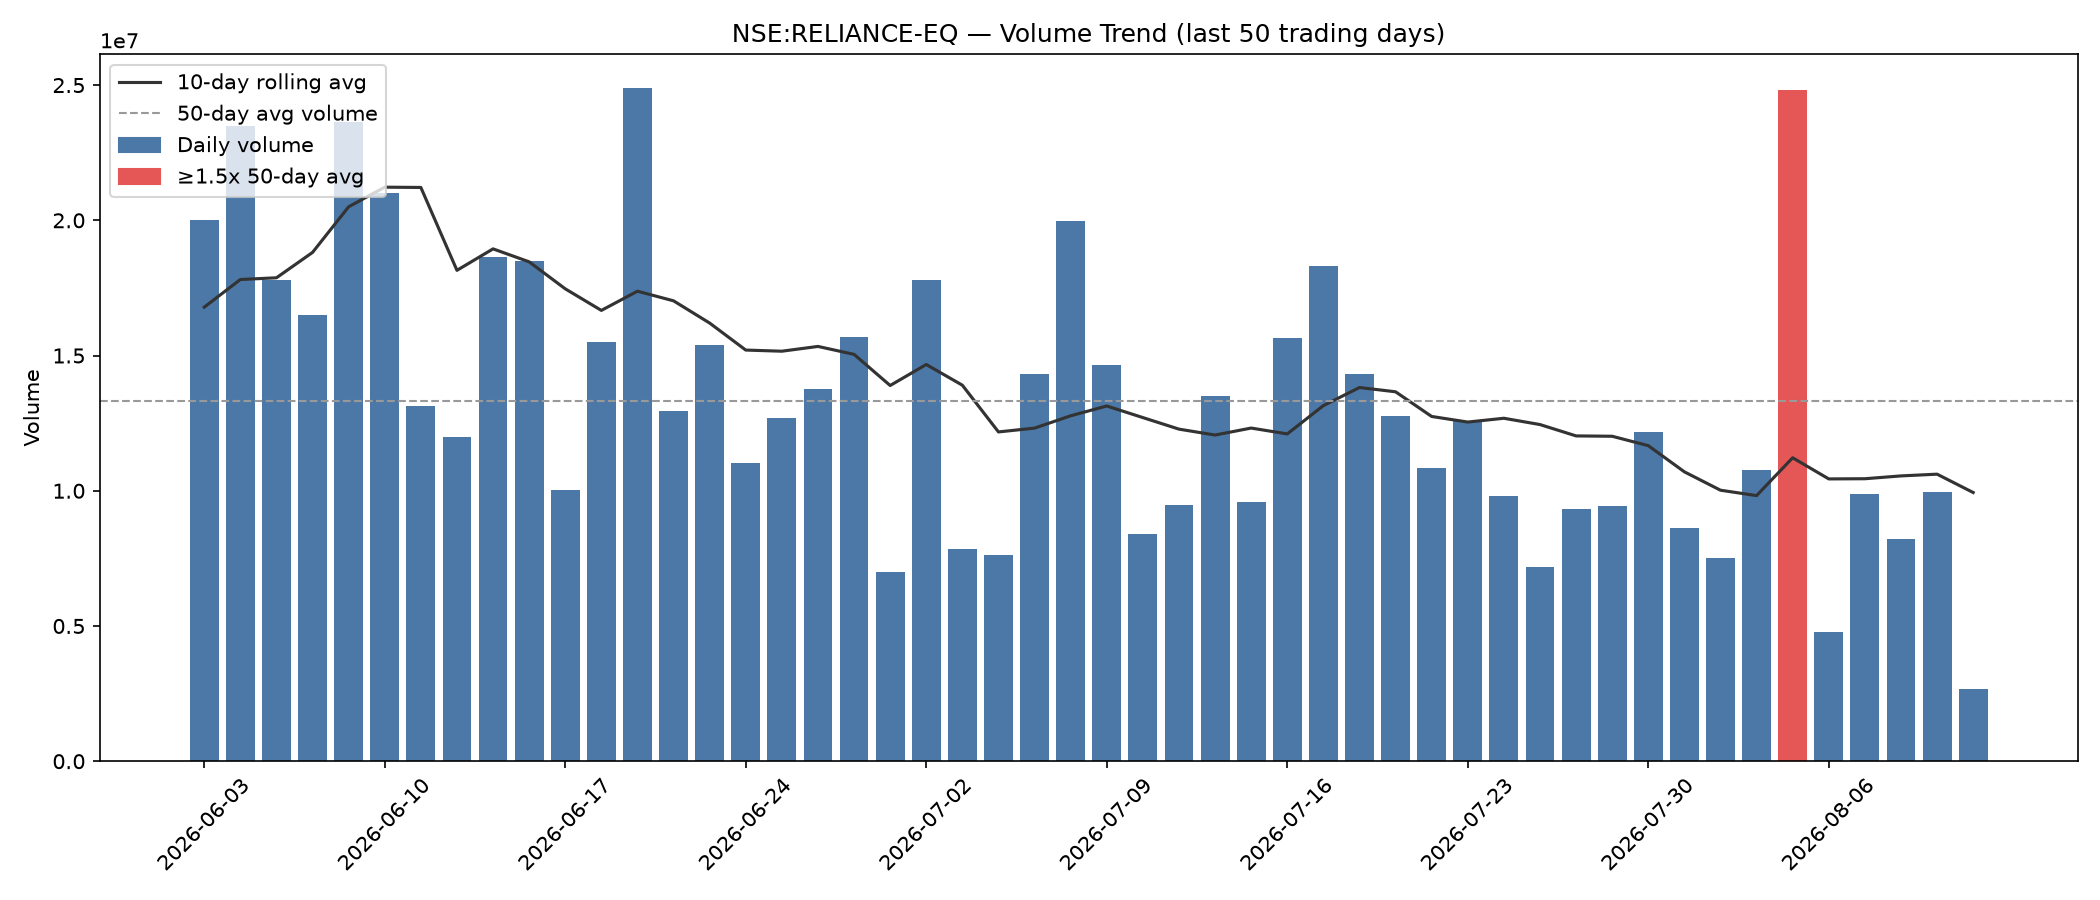 NSE:RELIANCE-EQ — Volume Trend (last 50 trading days)
1e7
10-day rolling avg
50-day avg volume
Daily volume
≥1.5x 50-day avg
2.5
2.0
1.5
1.0
0.5
0.0
Volume
2026-06-03
2026-06-10
2026-06-17
2026-06-24
2026-07-02
2026-07-09
2026-07-16
2026-07-23
2026-07-30
2026-08-06